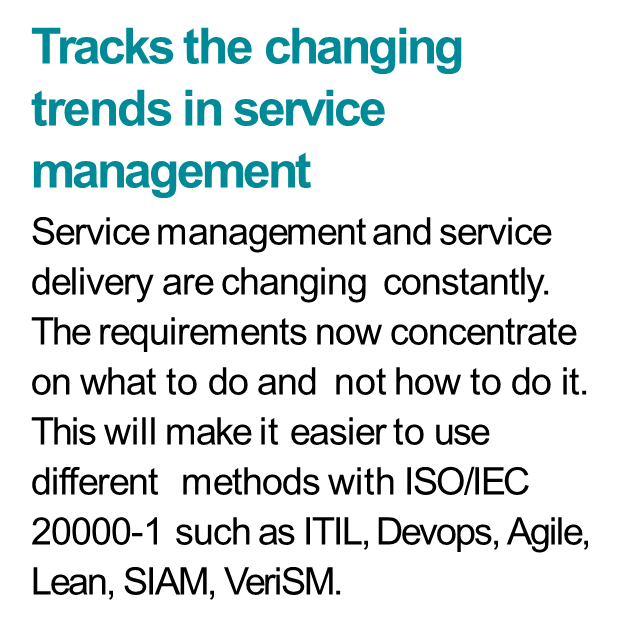 Tracks the changing
trends in service
management
Service management and service
delivery are changing constantly.
The requirements now concentrate
on what to do and not how to do it.
This will make it easier to use
different methods with ISO/IEC
20000-1 such as ITIL, Devops, Agile,
Lean, SIAM, VeriSM.